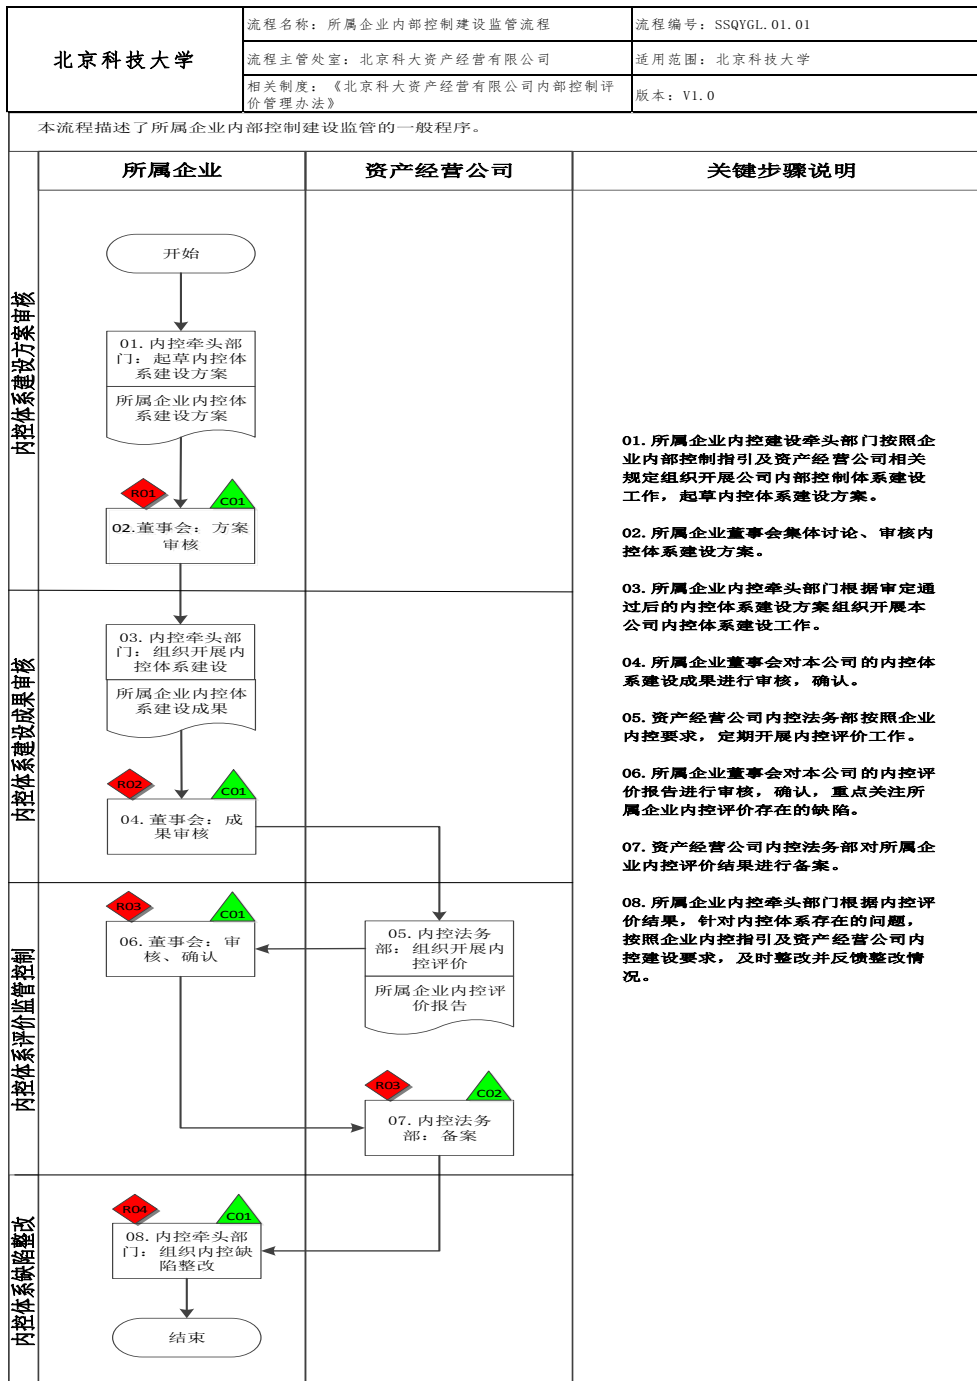 北京科技大学
流程名称：所属企业内部控制建设监管流程
流程编号：SSQYGL.01.01
流程主管处室：北京科大资产经营有限公司
适用范围：北京科技大学
相关制度：《北京科大资产经营有限公司内部控制评
价管理办法》
版本：V1.0
本流程描述了所属企业内部控制建设监管的一般程序。
所属企业
资产经营公司
关键步骤说明
内控体系建设方案审核
开始
01.内控牵头部
门：起草内控体
系建设方案
所属企业内控体
系建设方案
R01
C01
02.董事会：方案
审核
内控体系建设成果审核
03.内控牵头部
门：组织开展内
控体系建设
所属企业内控体
系建设成果
R02
C01
04.董事会：成
果审核
内控体系评价监管控制
R03
C01
06.董事会：审
核、确认
05.内控法务
部：组织开展内
控评价
所属企业内控评
价报告
R03
C02
07.内控法务
部：备案
内控体系缺陷整改
R04
C01
08.内控牵头部
门：组织内控缺
陷整改
结束
01.所属企业内控建设牵头部门按照企
业内部控制指引及资产经营公司相关
规定组织开展公司内部控制体系建设
工作，起草内控体系建设方案。
02.所属企业董事会集体讨论、审核内
控体系建设方案。
03.所属企业内控牵头部门根据审定通
过后的内控体系建设方案组织开展本
公司内控体系建设工作。
04.所属企业董事会对本公司的内控体
系建设成果进行审核，确认。
05.资产经营公司内控法务部按照企业
内控要求，定期开展内控评价工作。
06.所属企业董事会对本公司的内控评
价报告进行审核，确认，重点关注所
属企业内控评价存在的缺陷。
07.资产经营公司内控法务部对所属企
业内控评价结果进行备案。
08.所属企业内控牵头部门根据内控评
价结果，针对内控体系存在的问题，
按照企业内控指引及资产经营公司内
控建设要求，及时整改并反馈整改情
况。